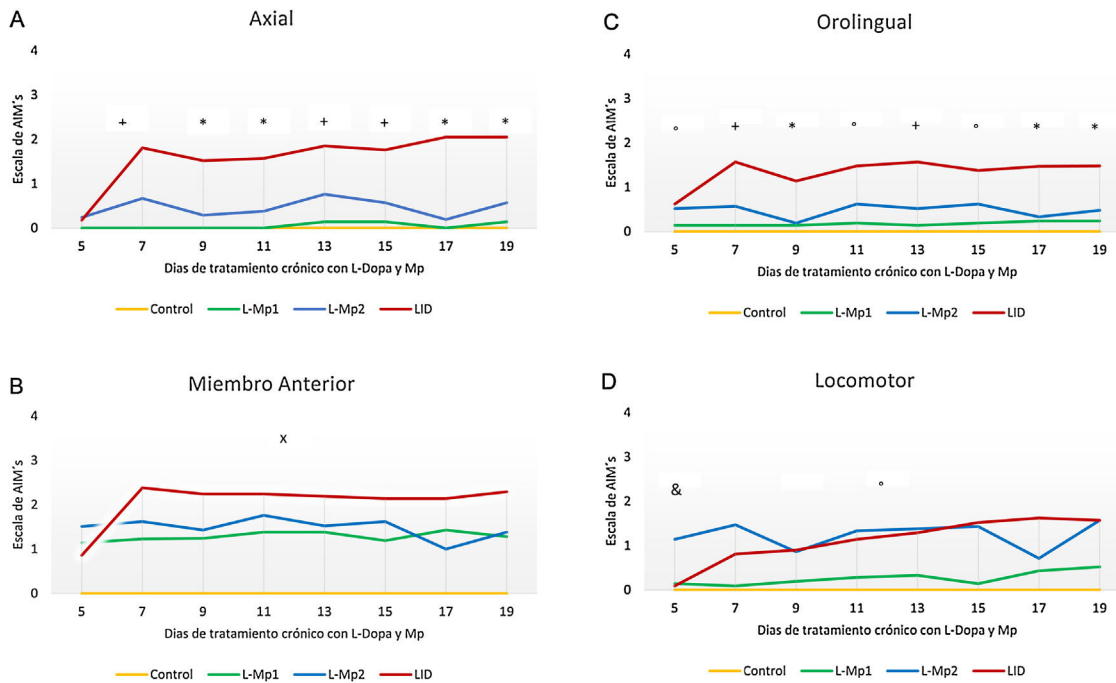 A
Axial
Escala de AIM´s
4
3
2
1
0
+ * * + + * *
5 7 9 11 13 15 17 19
Dias de tratamiento crónico con L-Dopa y Mp
Control L-Mp1 L-Mp2 LID
C
Orolingual
Escala de AIM´s
4
3
2
1
0
° + * ° + ° * *
5 7 9 11 13 15 17 19
Dias de tratamiento crónico con L-Dopa y Mp
Control L-Mp1 L-Mp2 LID
B
Miembro Anterior
Escala de AIM´s
4
3
2
1
0
x
5 7 9 11 13 15 17 19
Dias de tratamiento crónico con L-Dopa y Mp
Control L-Mp1 L-Mp2 LID
D
Locomotor
Escala de AIM´s
4
3
2
1
0
& °
5 7 9 11 13 15 17 19
Dias de tratamiento crónico con L-Dopa y Mp
Control L-Mp1 L-Mp2 LID